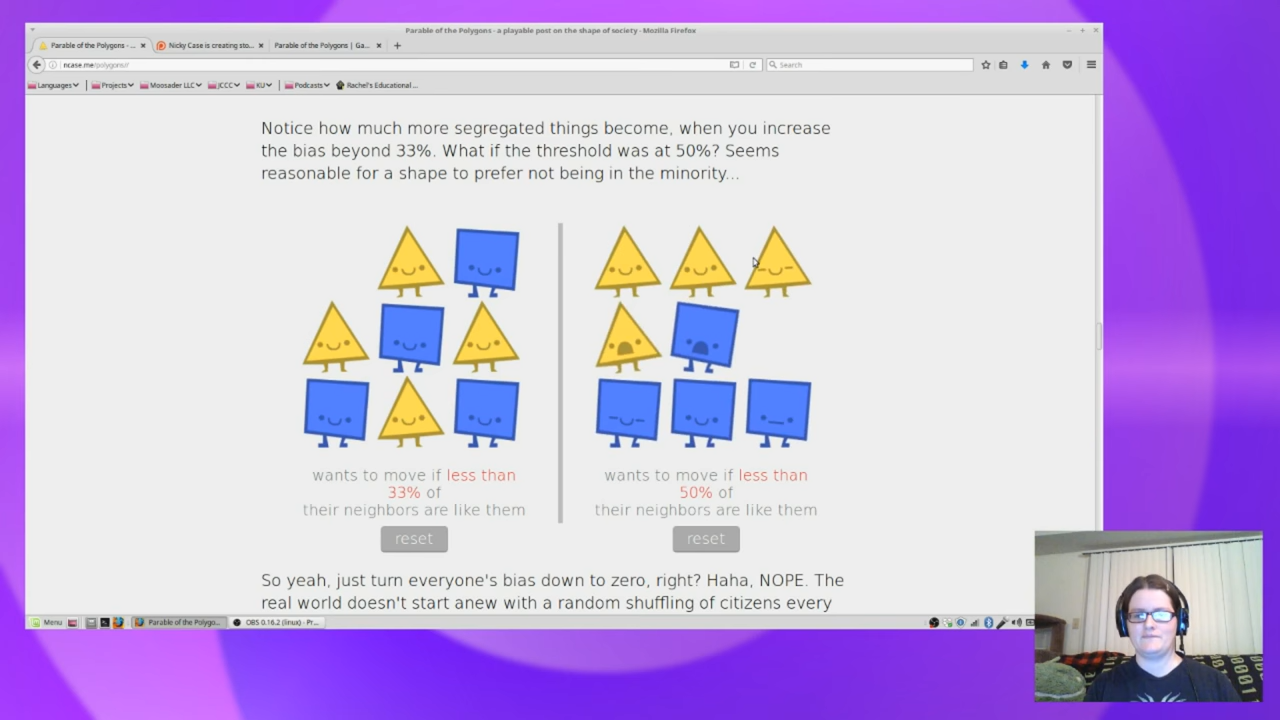 Parable of the Polygons - a playable post on the shape of society - Mozilla Firefox
Parable of the Polygons - ...
Nicky Case is creating sto...
Parable of the Polygons | Ga...
ncase.me/polygons//
Search
Languages
Projects
Moosader LLC
JCCC
KU
Podcasts
Rachel's Educational ...
Notice how much more segregated things become, when you increase
the bias beyond 33%. What if the threshold was at 50%? Seems
reasonable for a shape to prefer not being in the minority...
wants to move if less than
33% of
their neighbors are like them
reset
wants to move if less than
50% of
their neighbors are like them
reset
So yeah, just turn everyone's bias down to zero, right? Haha, NOPE. The
real world doesn't start anew with a random shuffling of citizens every
Menu
Parable of the Polygo...
OBS 0.16.2 (linux) - Pr...